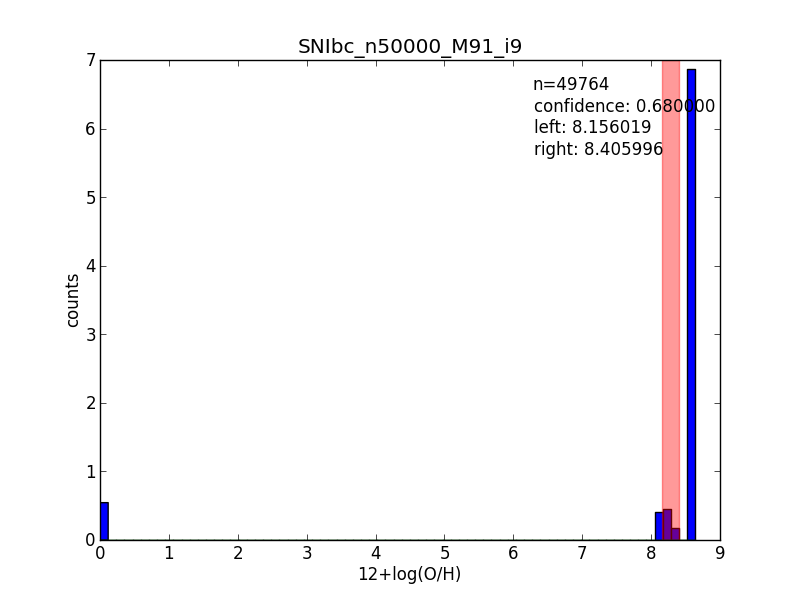 SNIbc_n50000_M91_i9
n=49764
confidence: 0.680000
left: 8.156019
right: 8.405996
counts
7
6
5
4
3
2
1
0
0 1 2 3 4 5 6 7 8 9
12+log(O/H)